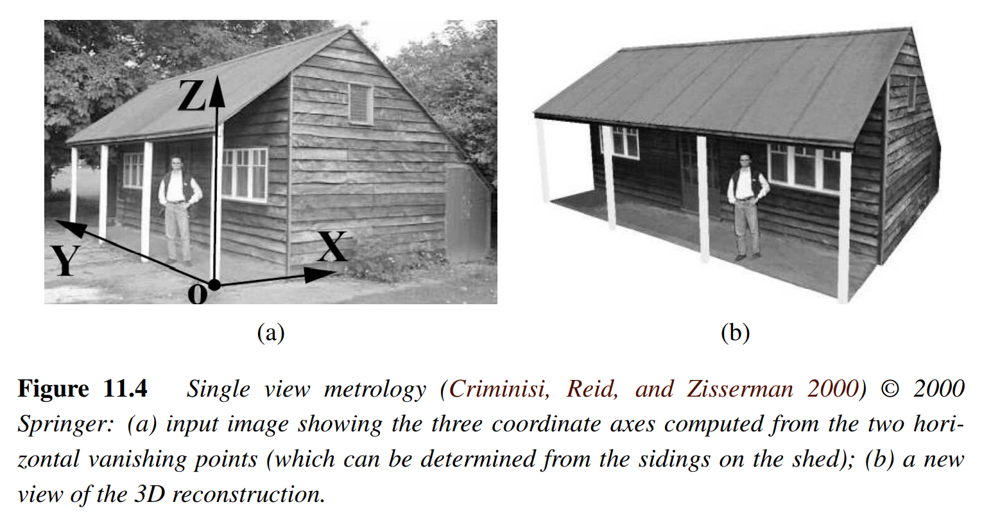 Z
X
Y
o
(a)
(b)
Figure 11.4 Single view metrology (Criminisi, Reid, and Zisserman 2000) © 2000
Springer: (a) input image showing the three coordinate axes computed from the two hori-
zontal vanishing points (which can be determined from the sidings on the shed); (b) a new
view of the 3D reconstruction.